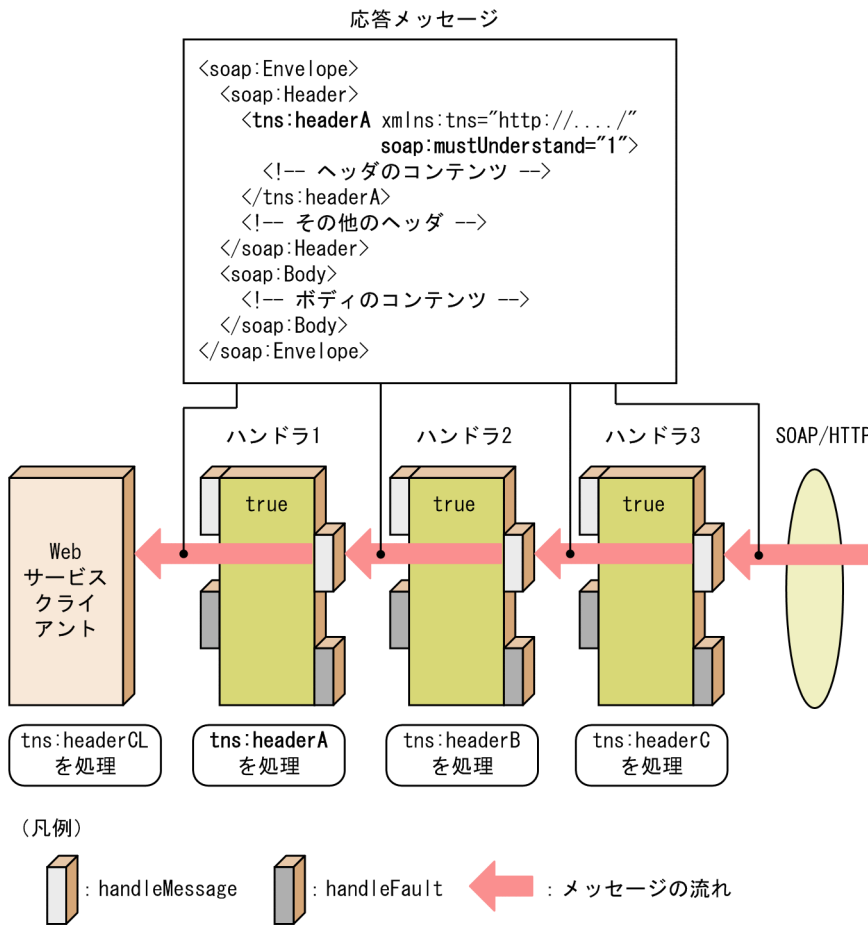 応答メッセージ
<soap:Envelope>
<soap:Header>
<tns:headerA xmlns:tns="http://..../"
soap:mustUnderstand="1">
<!-- ヘッダのコンテンツ -->
</tns:headerA>
<!-- その他のヘッダ -->
</soap:Header>
<soap:Body>
<!-- ボディのコンテンツ -->
</soap:Body>
</soap:Envelope>
ハンドラ1
ハンドラ2
ハンドラ3
SOAP/HTTP
true
true
true
Web
サービス
クライ
アント
tns:headerCL
を処理
tns:headerA
を処理
tns:headerB
を処理
tns:headerC
を処理
(凡例)
: handleMessage
: handleFault
: メッセージの流れ